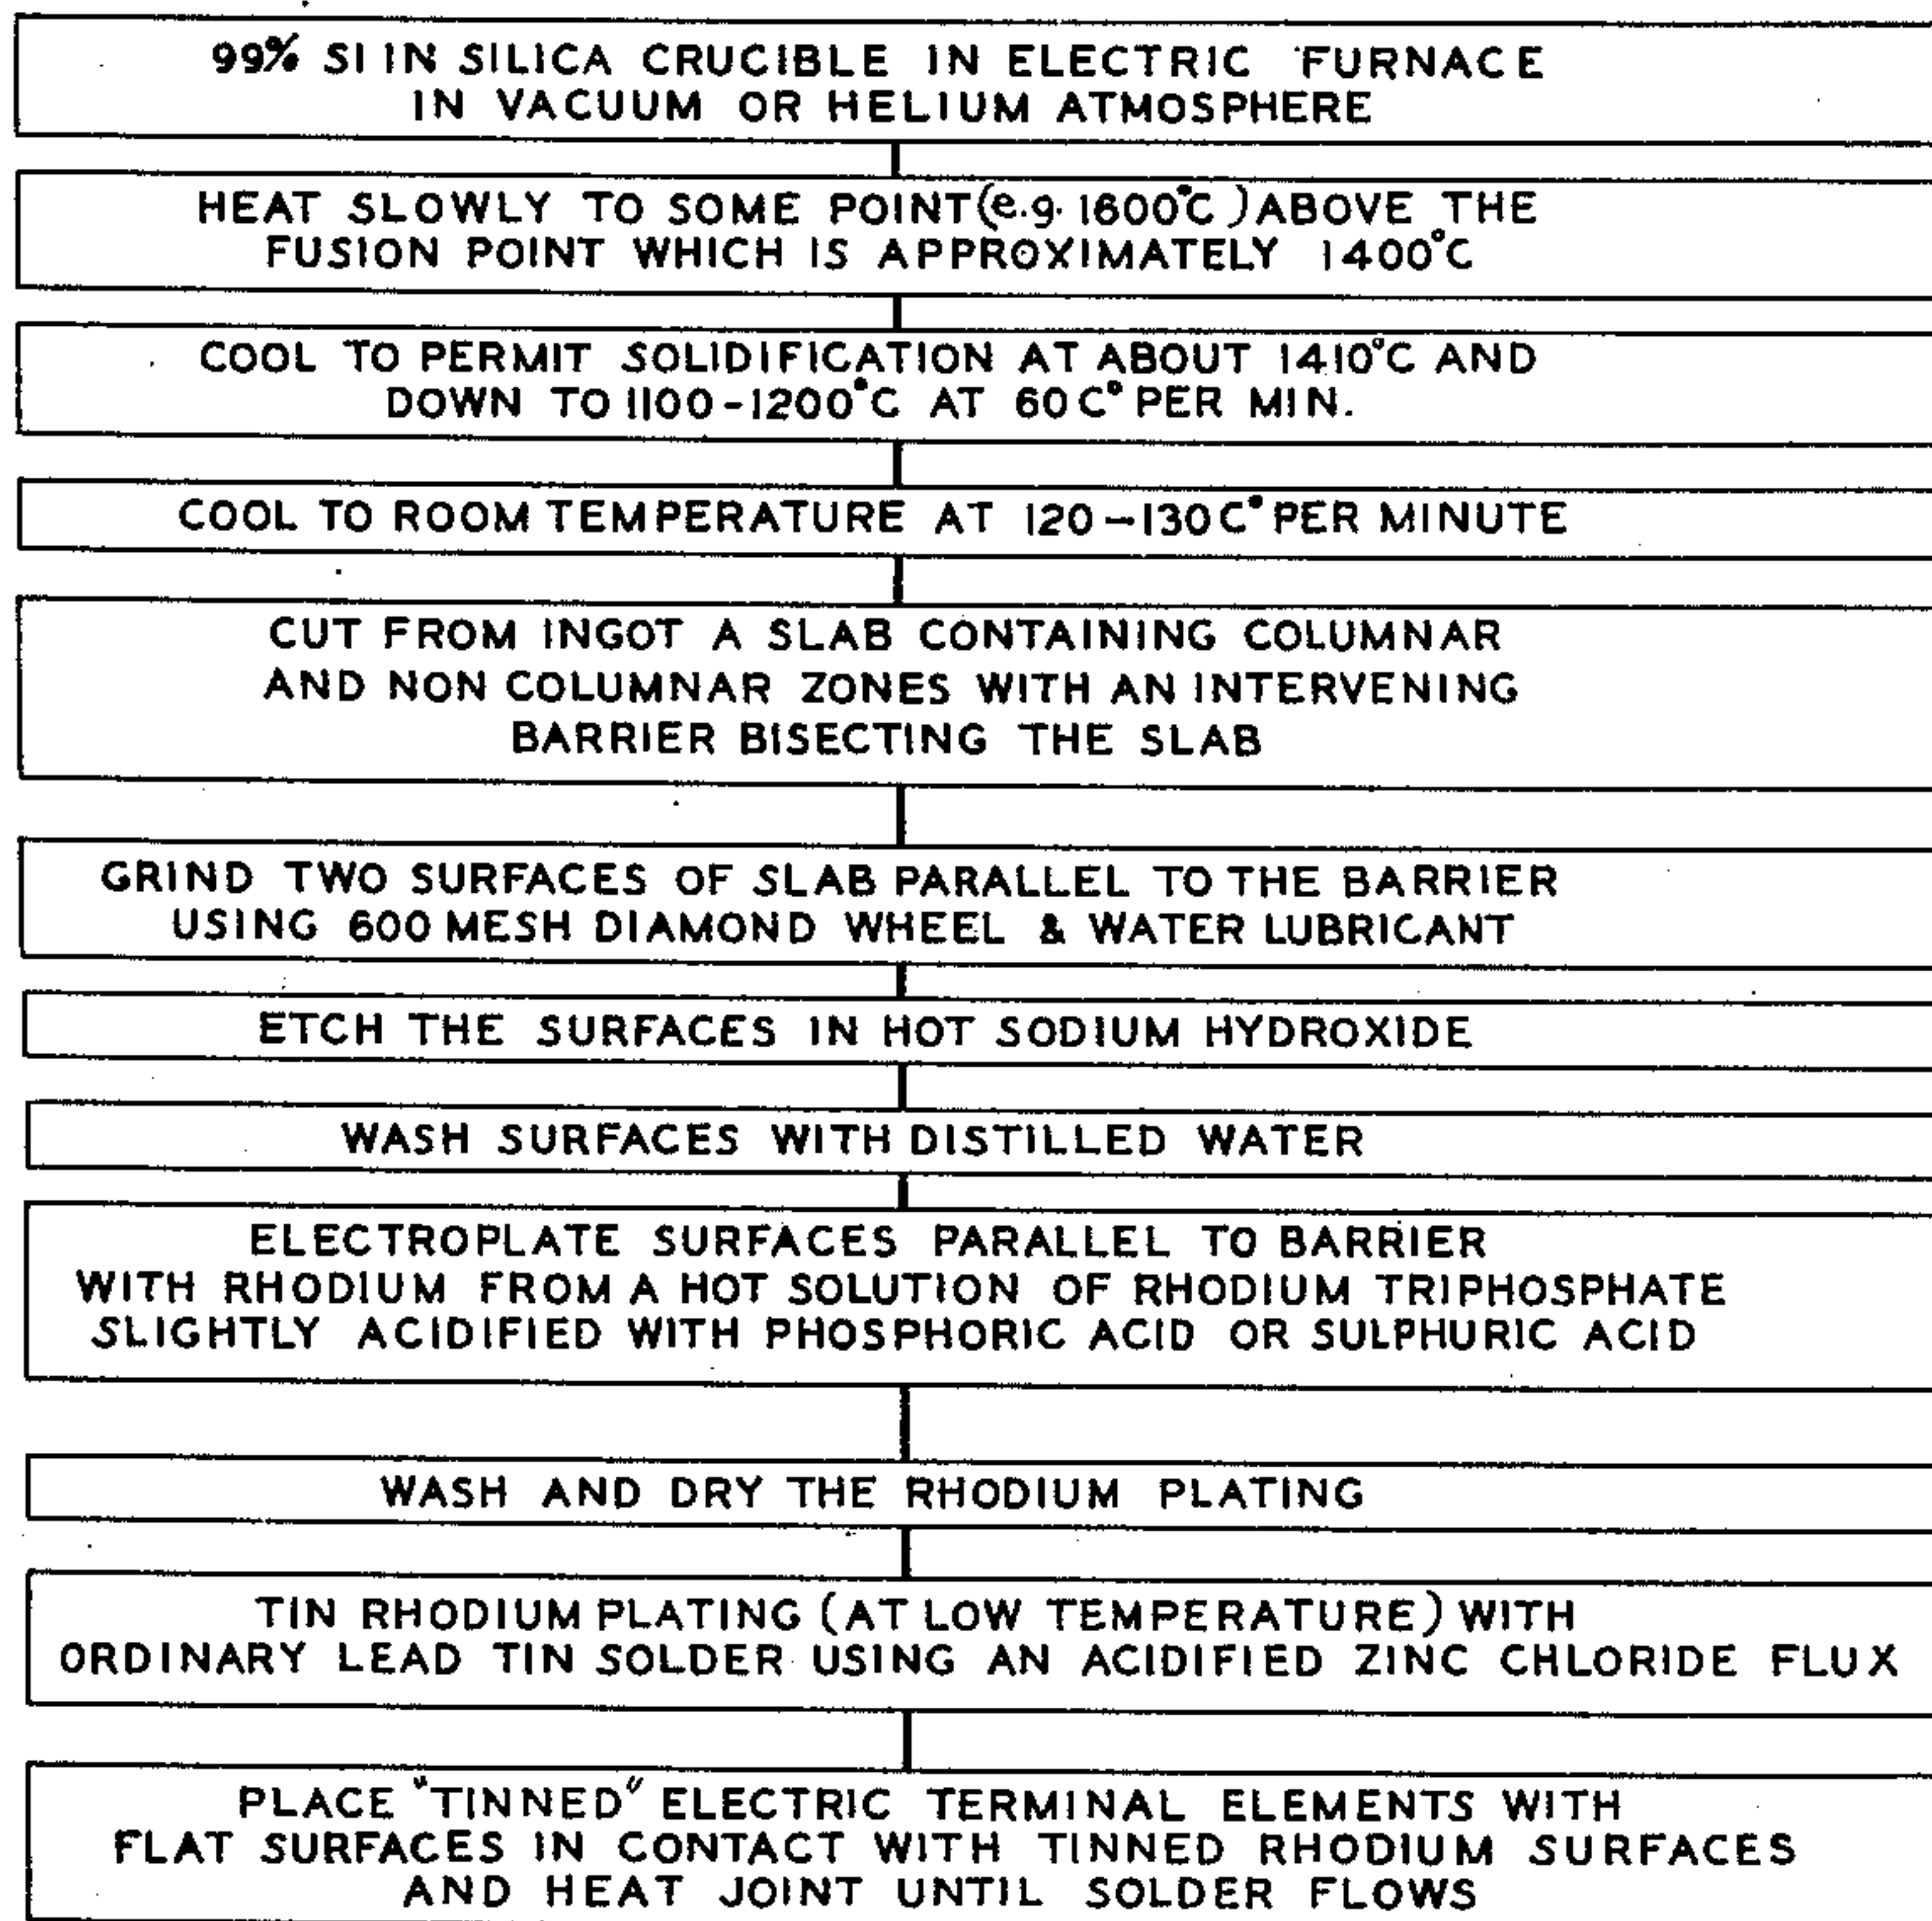 99% SI IN SILICA CRUCIBLE IN ELECTRIC FURNACE
IN VACUUM OR HELIUM ATMOSPHERE
HEAT SLOWLY TO SOME POINT (e.g. 1600°C) ABOVE THE
FUSION POINT WHICH IS APPROXIMATELY 1400°C
COOL TO PERMIT SOLIDIFICATION AT ABOUT 1410°C AND
DOWN TO 1100-1200°C AT 60C° PER MIN.
COOL TO ROOM TEMPERATURE AT 120-130C° PER MINUTE
CUT FROM INGOT A SLAB CONTAINING COLUMNAR
AND NON COLUMNAR ZONES WITH AN INTERVENING
BARRIER BISECTING THE SLAB
GRIND TWO SURFACES OF SLAB PARALLEL TO THE BARRIER
USING 600 MESH DIAMOND WHEEL & WATER LUBRICANT
ETCH THE SURFACES IN HOT SODIUM HYDROXIDE
WASH SURFACES WITH DISTILLED WATER
ELECTROPLATE SURFACES PARALLEL TO BARRIER
WITH RHODIUM FROM A HOT SOLUTION OF RHODIUM TRIPHOSPHATE
SLIGHTLY ACIDIFIED WITH PHOSPHORIC ACID OR SULPHURIC ACID
WASH AND DRY THE RHODIUM PLATING
TIN RHODIUM PLATING (AT LOW TEMPERATURE) WITH
ORDINARY LEAD TIN SOLDER USING AN ACIDIFIED ZINC CHLORIDE FLUX
PLACE "TINNED" ELECTRIC TERMINAL ELEMENTS WITH
FLAT SURFACES IN CONTACT WITH TINNED RHODIUM SURFACES
AND HEAT JOINT UNTIL SOLDER FLOWS